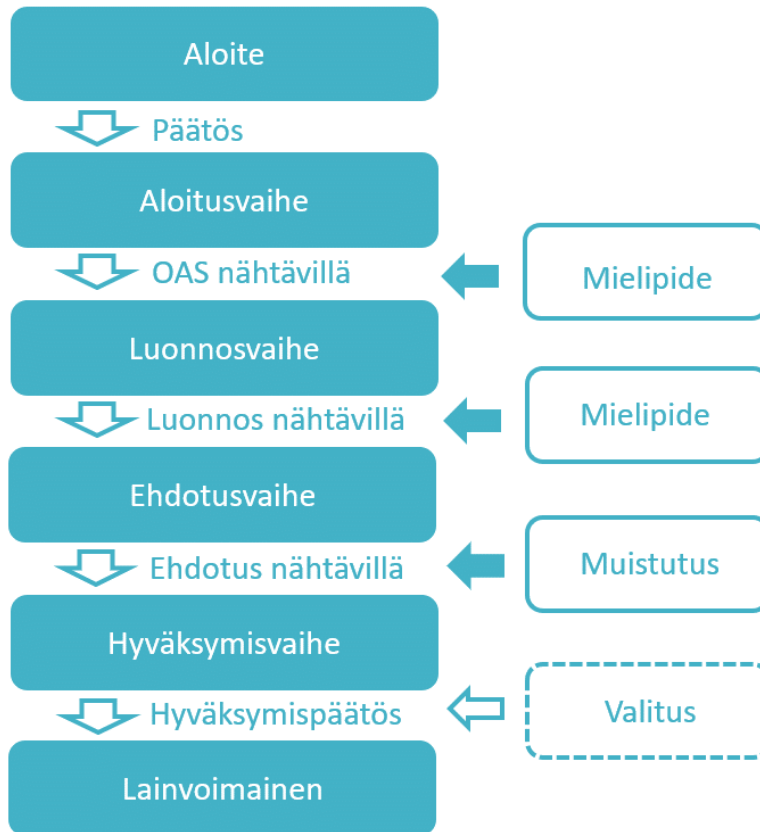 Aloite
Päätös
Aloitusvaihe
OAS nähtävillä
Mielipide
Luonnosvaihe
Luonnos nähtävillä
Mielipide
Ehdotusvaihe
Ehdotus nähtävillä
Muistutus
Hyväksymisvaihe
Hyväksymispäätös
Valitus
Lainvoimainen